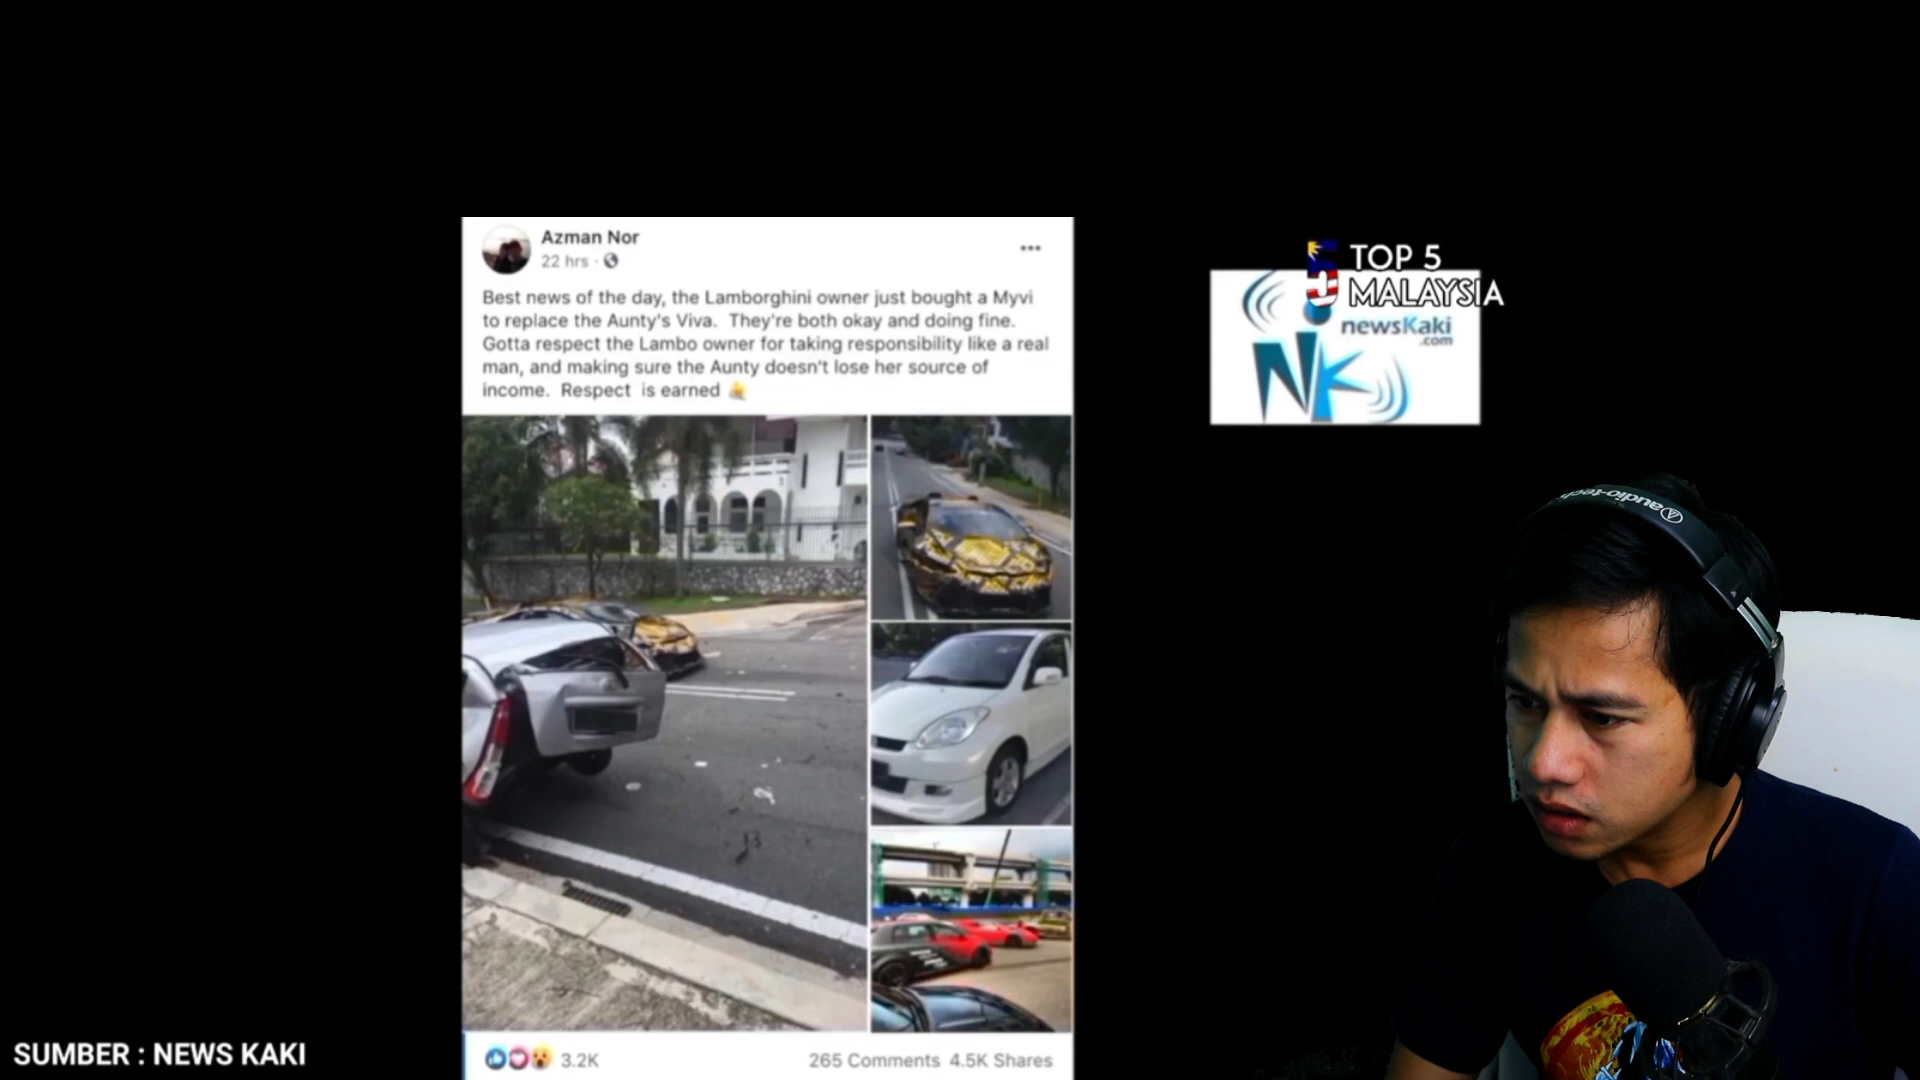 Azman Nor
22 hrs ·
Best news of the day, the Lamborghini owner just bought a Myvi
to replace the Aunty's Viva. They're both okay and doing fine.
Gotta respect the Lambo owner for taking responsibility like a real
man, and making sure the Aunty doesn't lose her source of
income. Respect is earned
3.2K
265 Comments 4.5K Shares
5 TOP 5
MALAYSIA
newsKaki
.com
NK
audio-tech
SUMBER : NEWS KAKI